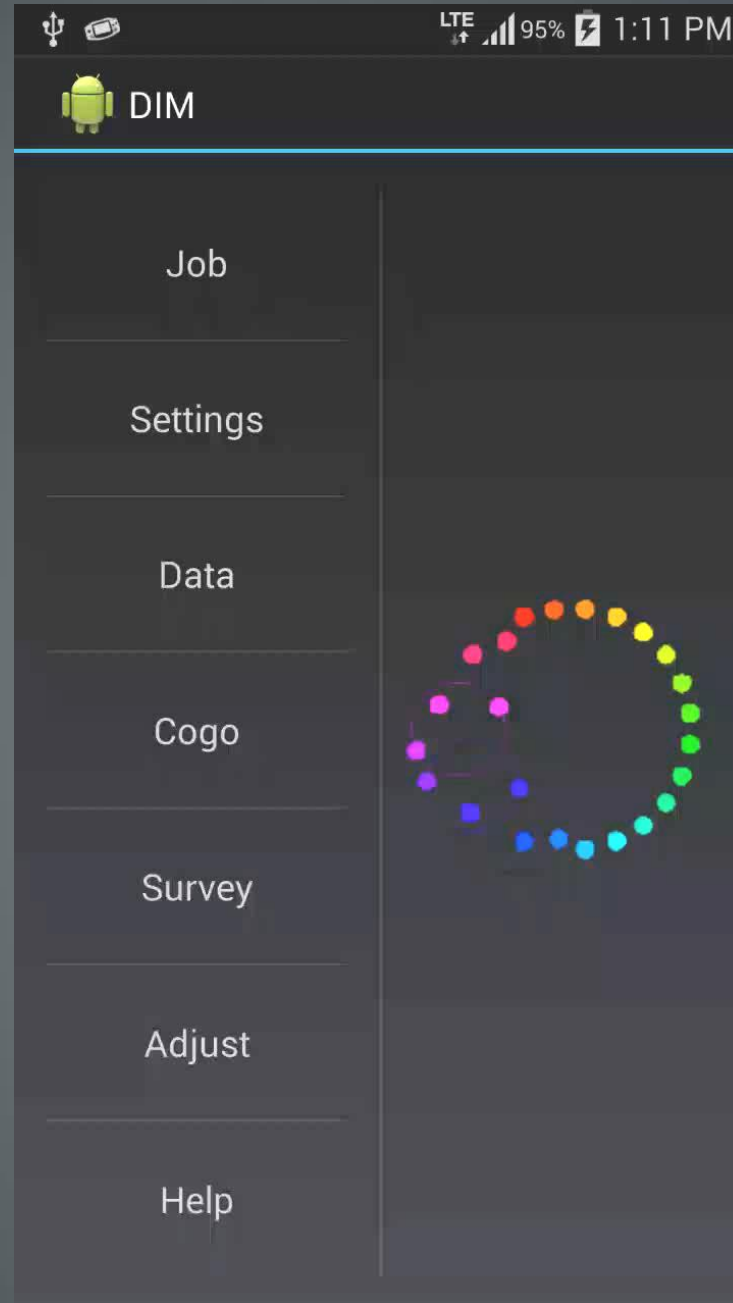 LTE 95% 1:11 PM
DIM
Job
Settings
Data
Cogo
Survey
Adjust
Help